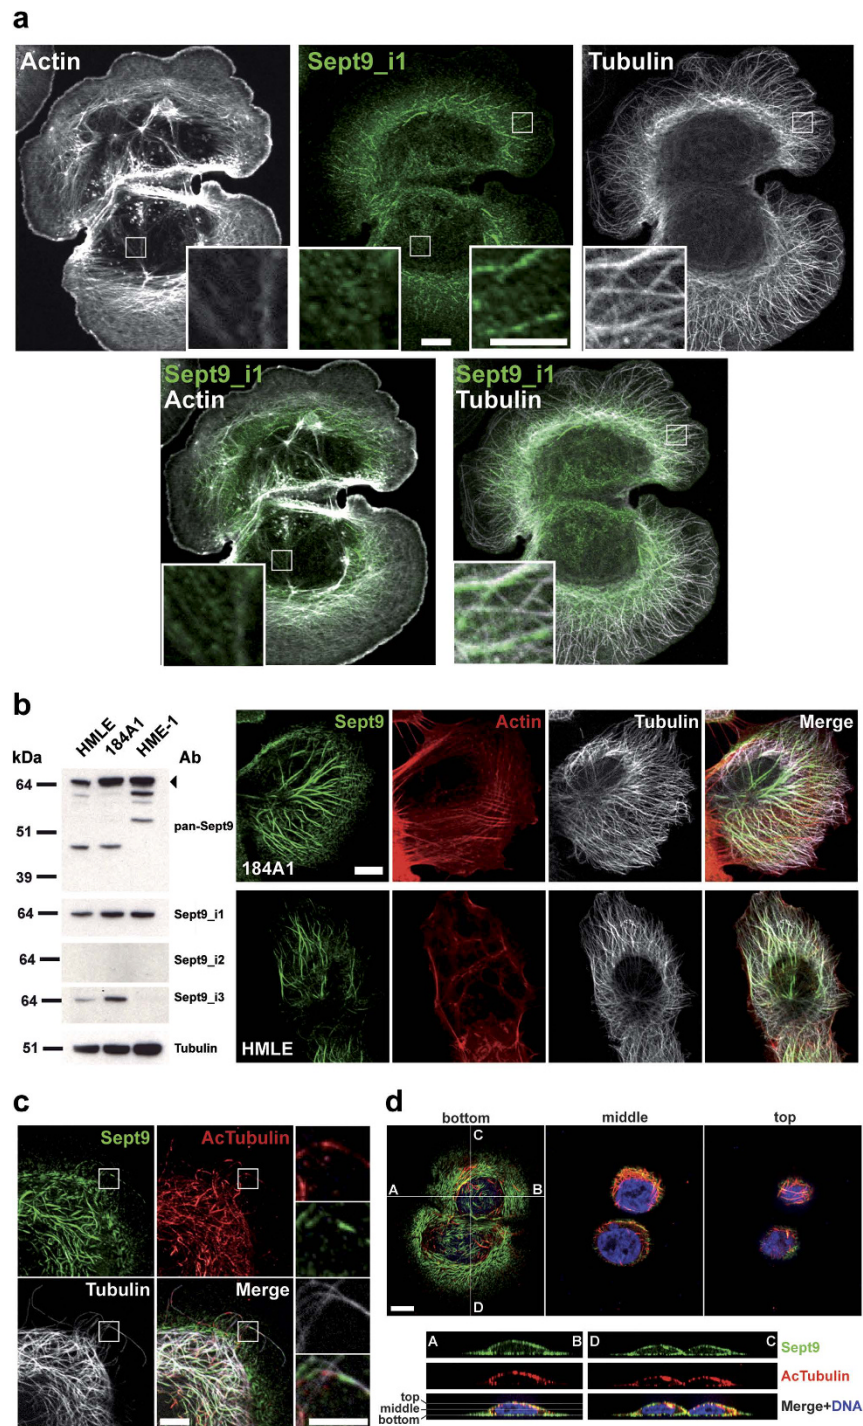 a
Actin Sept9_i1 Tubulin
Sept9_i1 Sept9_i1
Actin Tubulin
b
HMLE 184A1 HME-1
kDa Ab
64
51 pan-Sept9
39
64 Sept9_i1
64 Sept9_i2
64 Sept9_i3
51 Tubulin
Sept9 Actin Tubulin Merge
184A1
HMLE
c
Sept9 AcTubulin
Tubulin Merge
d
bottom middle top
C
A B
D
A B D C
Sept9
AcTubulin
top
middle
bottom
Merge+DNA